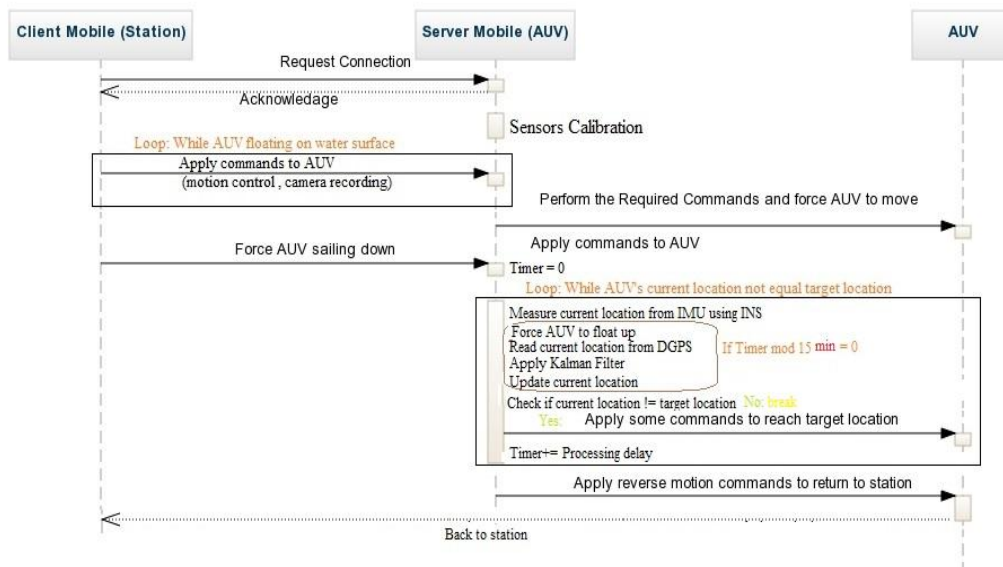 Client Mobile (Station)
Server Mobile (AUV)
AUV
Request Connection
Acknowledage
Sensors Calibration
Loop: While AUV floating on water surface
Apply commands to AUV
(motion control , camera recording)
Perform the Required Commands and force AUV to move
Apply commands to AUV
Force AUV sailing down
Timer = 0
Loop: While AUV's current location not equal target location
Measure current location from IMU using INS
Force AUV to float up
Read current location from DGPS
If Timer mod 15 min = 0
Apply Kalman Filter
Update current location
Check if current location != target location No: break
Yes: Apply some commands to reach target location
Timer+= Processing delay
Apply reverse motion commands to return to station
Back to station